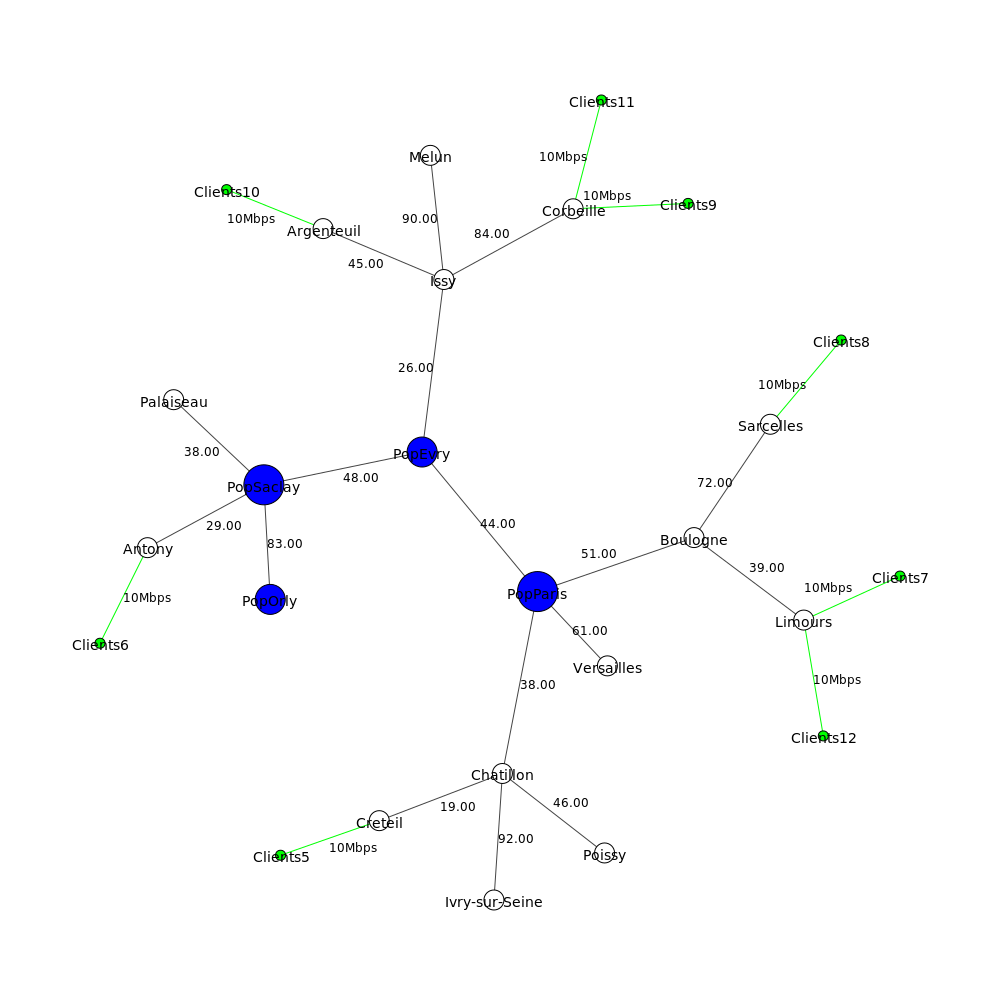 Clients11
Melun
10Mbps
Clients10
10Mbps
Clients9
Corbeille
10Mbps
90.00
Argenteuil
84.00
45.00
Issy
Clients8
26.00
10Mbps
Palaiseau
Sarcelles
38.00
PopEvry
48.00
72.00
PopSaclay
44.00
29.00
Boulogne
83.00
Antony
51.00
39.00
Clients7
10Mbps
PopParis
10Mbps
PopOrly
Limours
61.00
Clients6
Versailles
10Mbps
38.00
Clients12
Chatillon
46.00
19.00
Creteil
92.00
10Mbps
Poissy
Clients5
Ivry-sur-Seine